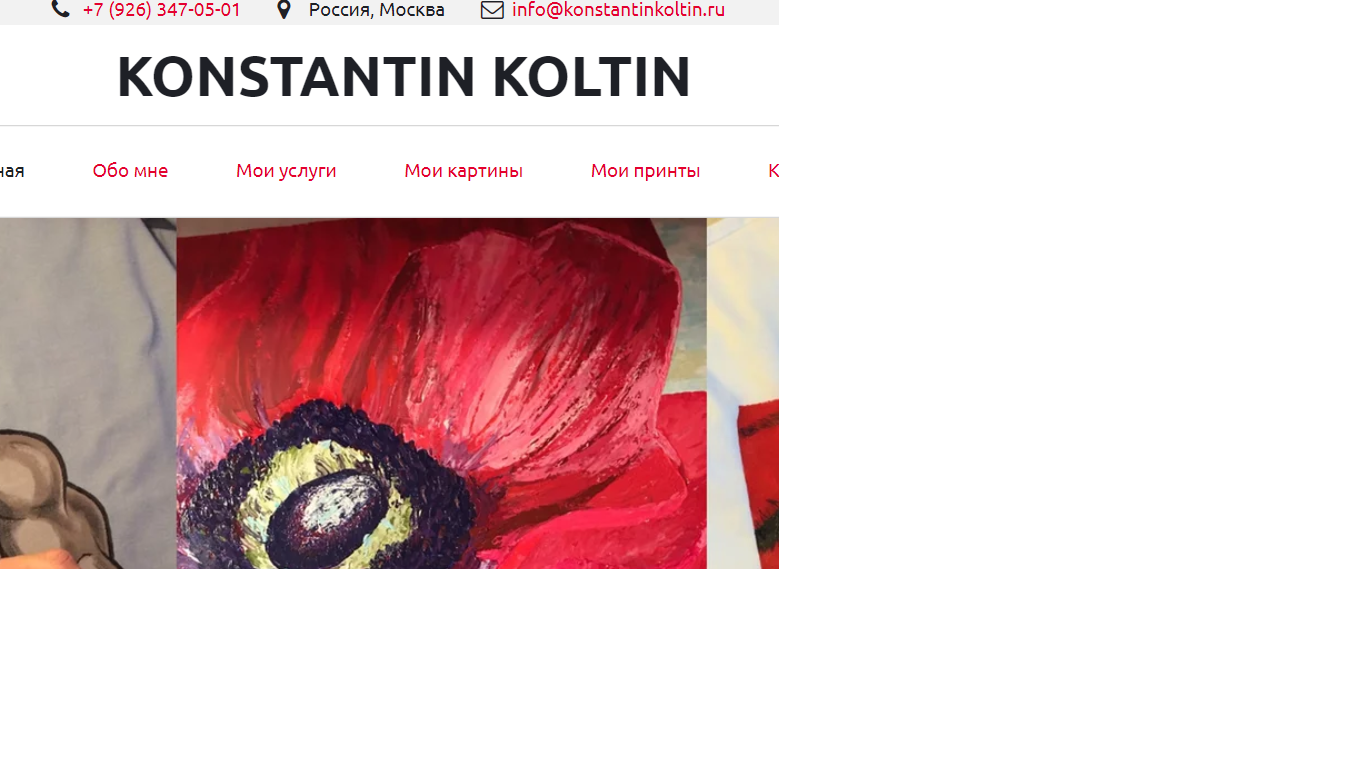 +7 (926) 347-05-01 Россия, Москва info@konstantinkoltin.ru
KONSTANTIN KOLTIN
ная Обо мне Мои услуги Мои картины Мои принты К